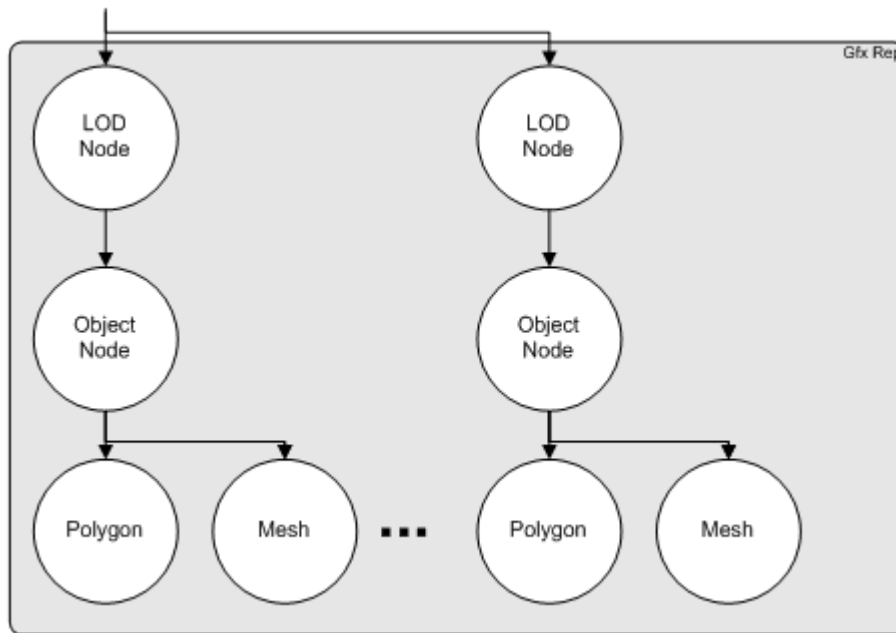 Gfx Rep
LOD
Node
LOD
Node
Object
Node
Object
Node
Polygon
Mesh
Polygon
Mesh